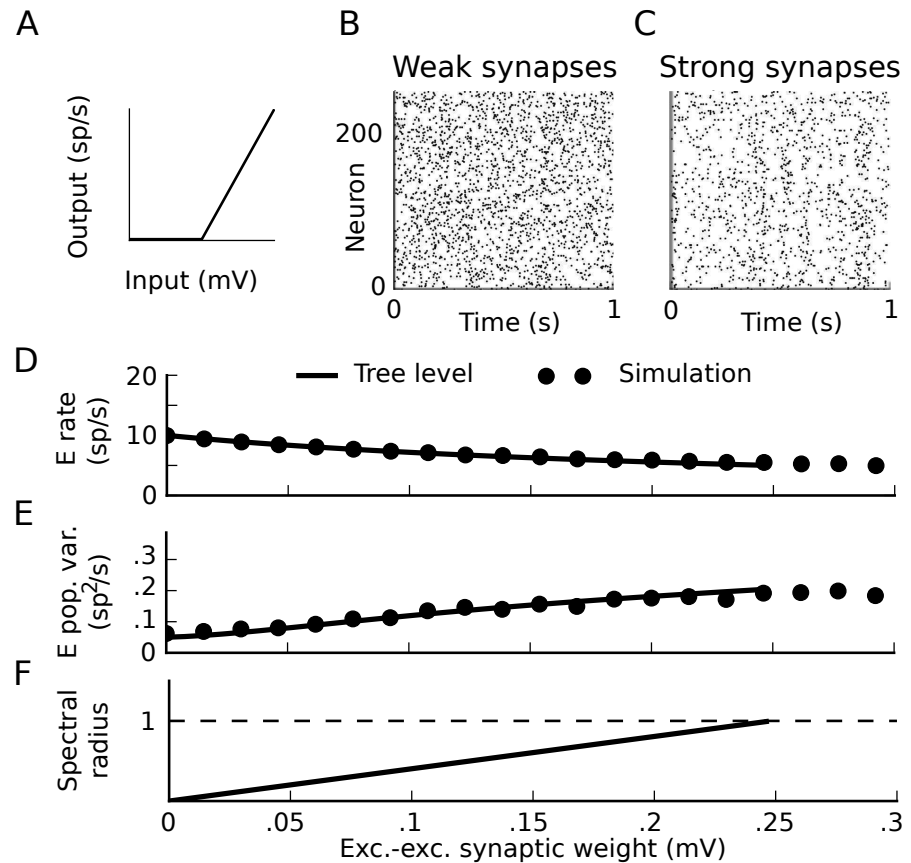 A
B
C
Weak synapses
Strong synapses
Output (sp/s)
Input (mV)
Neuron
200
0
0
1
Time (s)
0
1
Time (s)
D
Tree level
Simulation
E rate
(sp/s)
20
10
0
E
E pop. var.
(sp²/s)
.3
.2
.1
0
F
Spectral
radius
1
0
.05
.1
.15
.2
.25
.3
Exc.-exc. synaptic weight (mV)